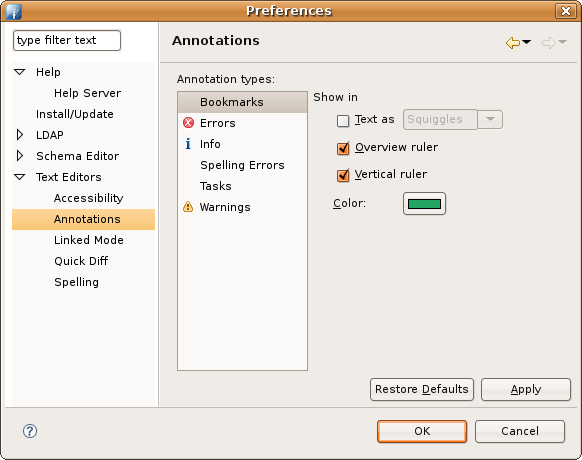 Preferences
type filter text
Help
Help Server
Install/Update
LDAP
Schema Editor
Text Editors
Accessibility
Annotations
Linked Mode
Quick Diff
Spelling
Annotations
Annotation types:
Bookmarks
Errors
Info
Spelling Errors
Tasks
Warnings
Show in
Text as Squiggles
Overview ruler
Vertical ruler
Color:
Restore Defaults Apply
OK Cancel